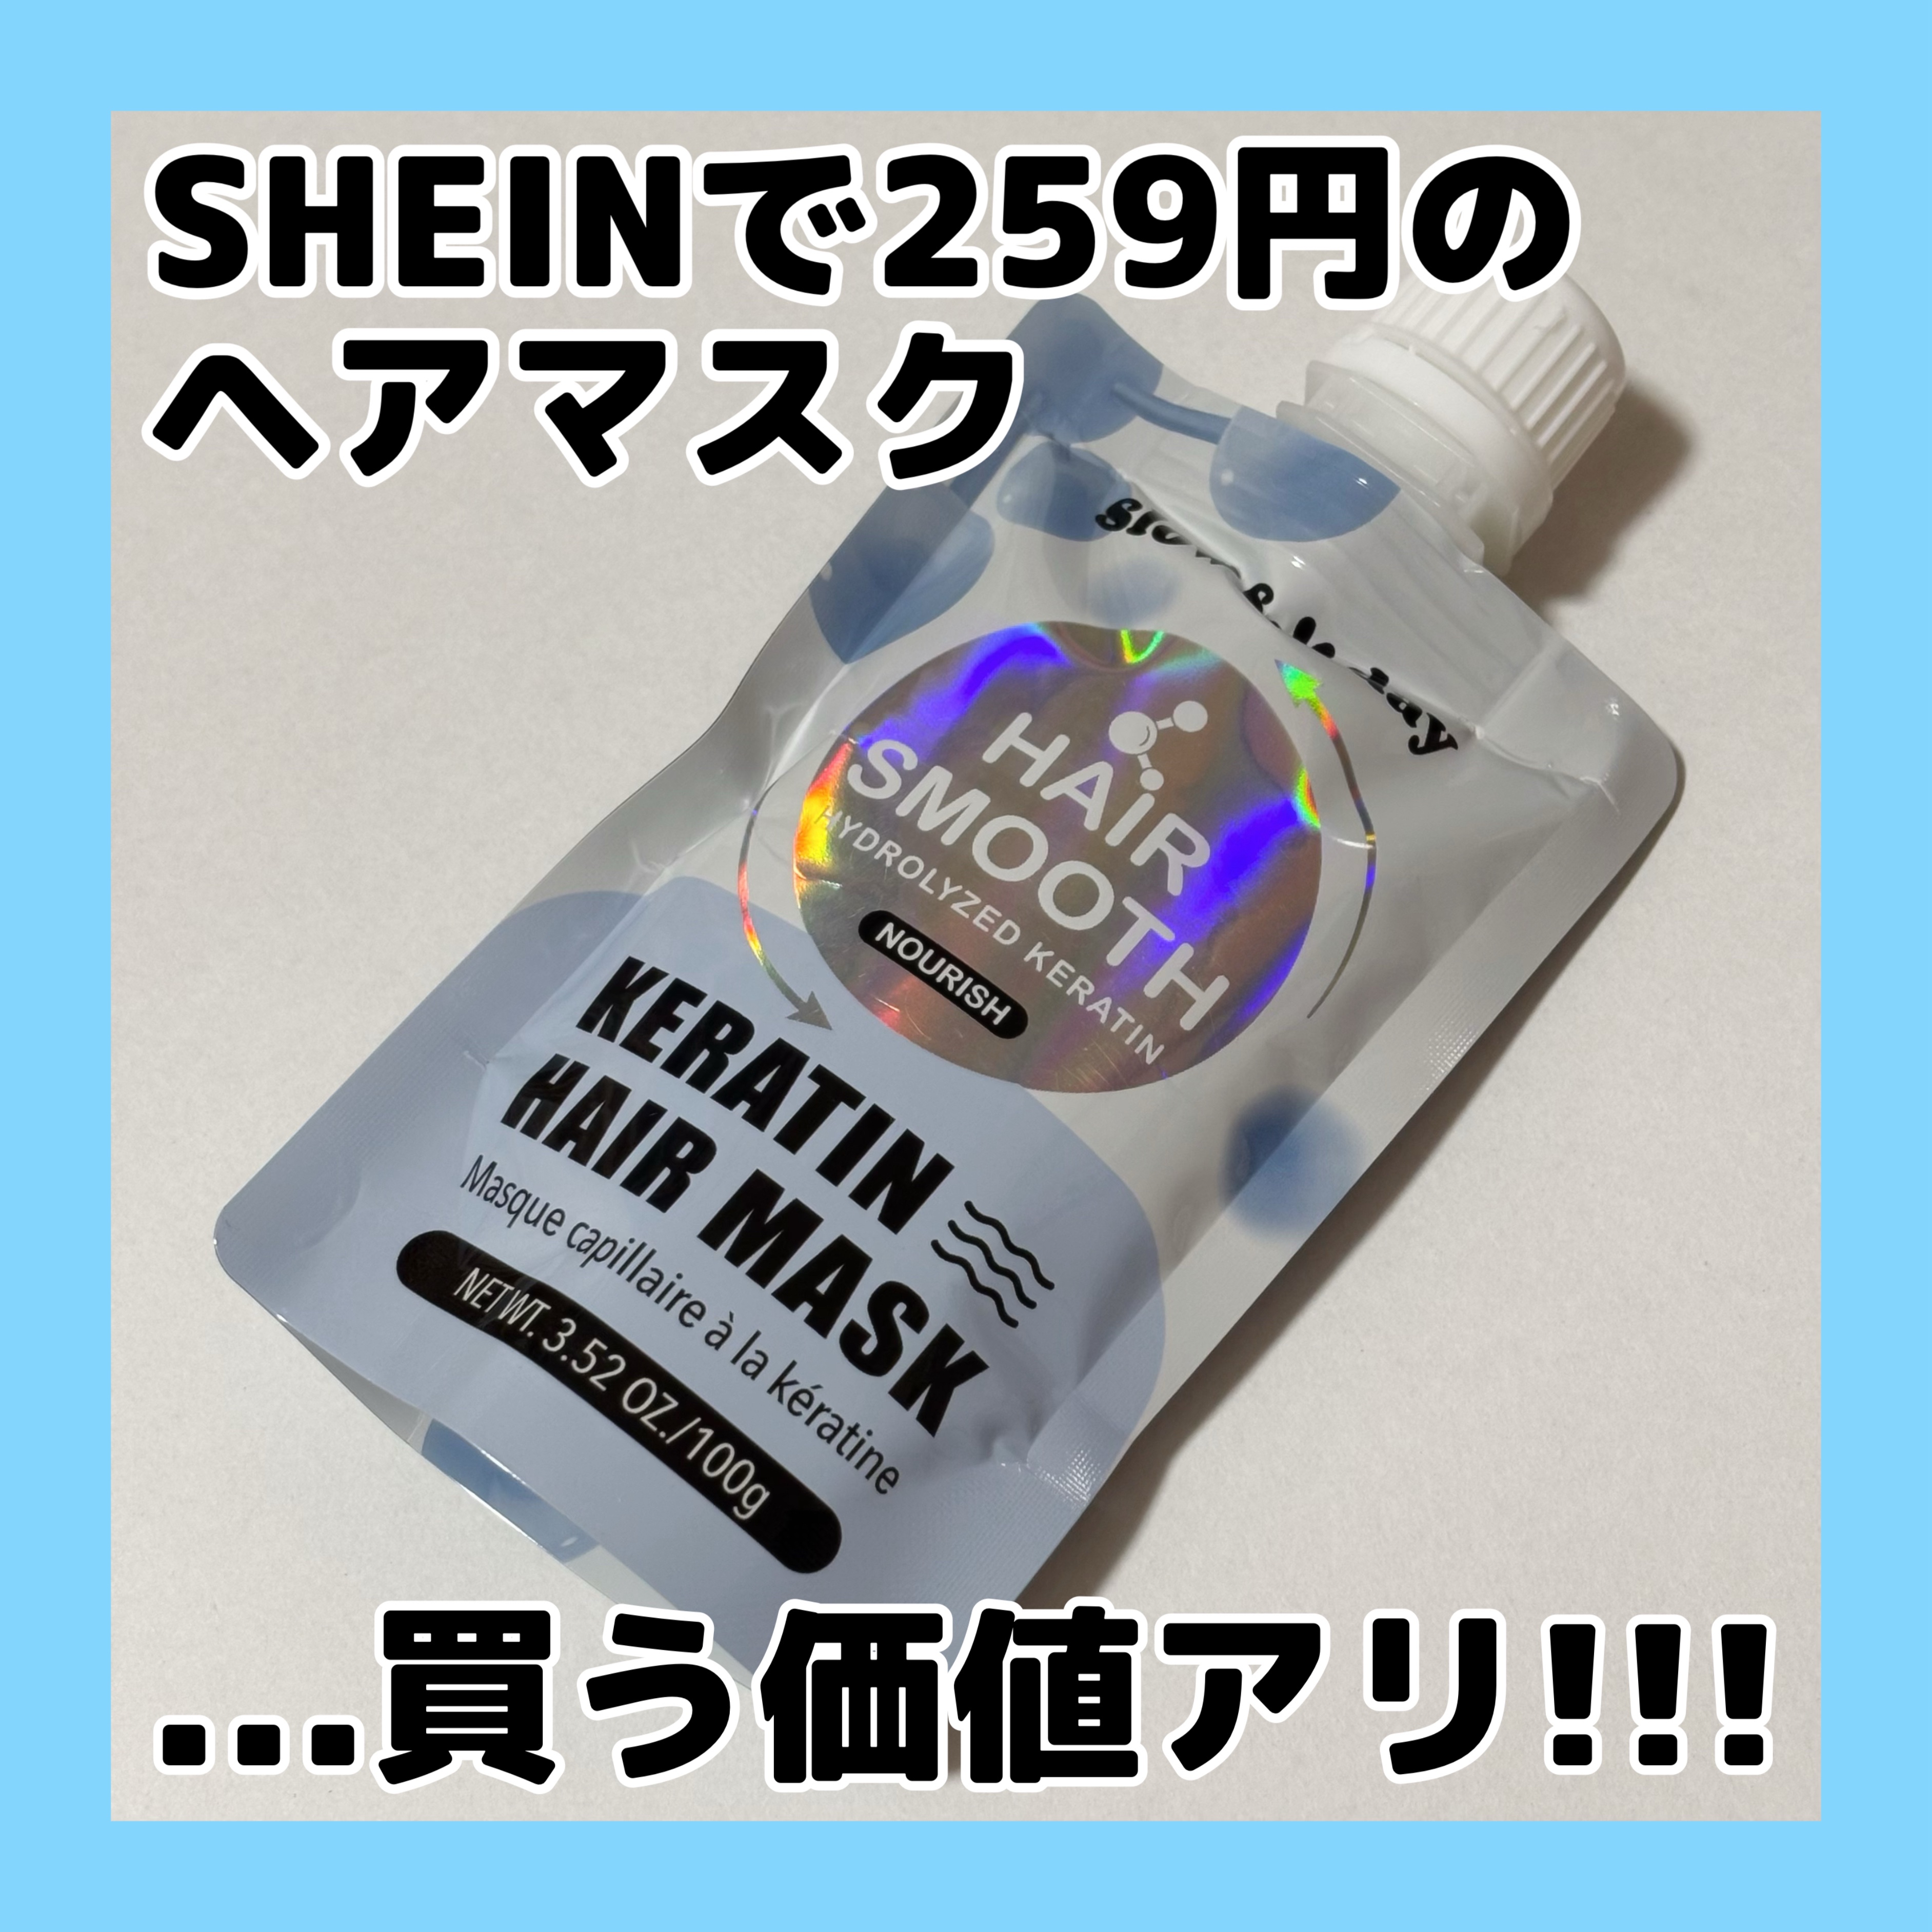 SHEINで259円の
ヘアマスク
HAIR
SMOOTH
HYDROLYZED KERATIN
NOURISH
KERATIN
HAIR MASK
Masque capillaire à la kératine
NETWT. 3.52 OZ./100g
...買う価値アリ!!!